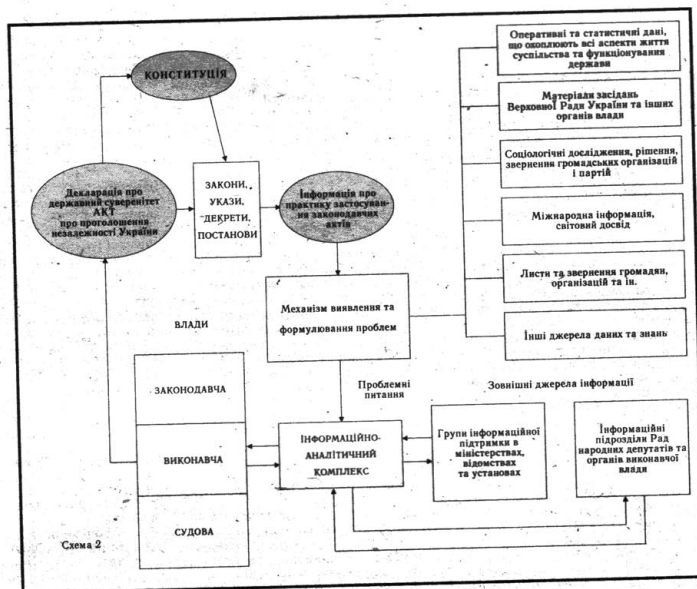 КОНСТИТУЦІЯ
Декларація про
державний суверенітет
АКТ
про проголошення
незалежності України
ЗАКОНИ,
УКАЗИ,
ДЕКРЕТИ,
ПОСТАНОВИ
Інформація про
практику застосуван-
ня законодавчих
актів
Механізм виявлення та
формулювання проблем
Оперативні та статистичні дані,
що охоплюють всі аспекти життя
суспільства та функціонування
держави
Матеріали засідань
Верховної Ради України та інших
органів влади
Соціологічні дослідження, рішення,
звернення громадських організацій
і партій
Міжнародна інформація,
світовий досвід
Листи та звернення громадян,
організацій та ін.
Інші джерела даних та знань
ВЛАДИ
ЗАКОНОДАВЧА
ВИКОНАВЧА
СУДОВА
Проблемні
питання
Зовнішні джерела інформації
ІНФОРМАЦІЙНО-
АНАЛІТИЧНИЙ
КОМПЛЕКС
Групи інформаційної
підтримки в
міністерствах,
відомствах
та установах
Інформаційні
підрозділи Рад
народних депутатів та
органів виконавчої
влади
Схема 2